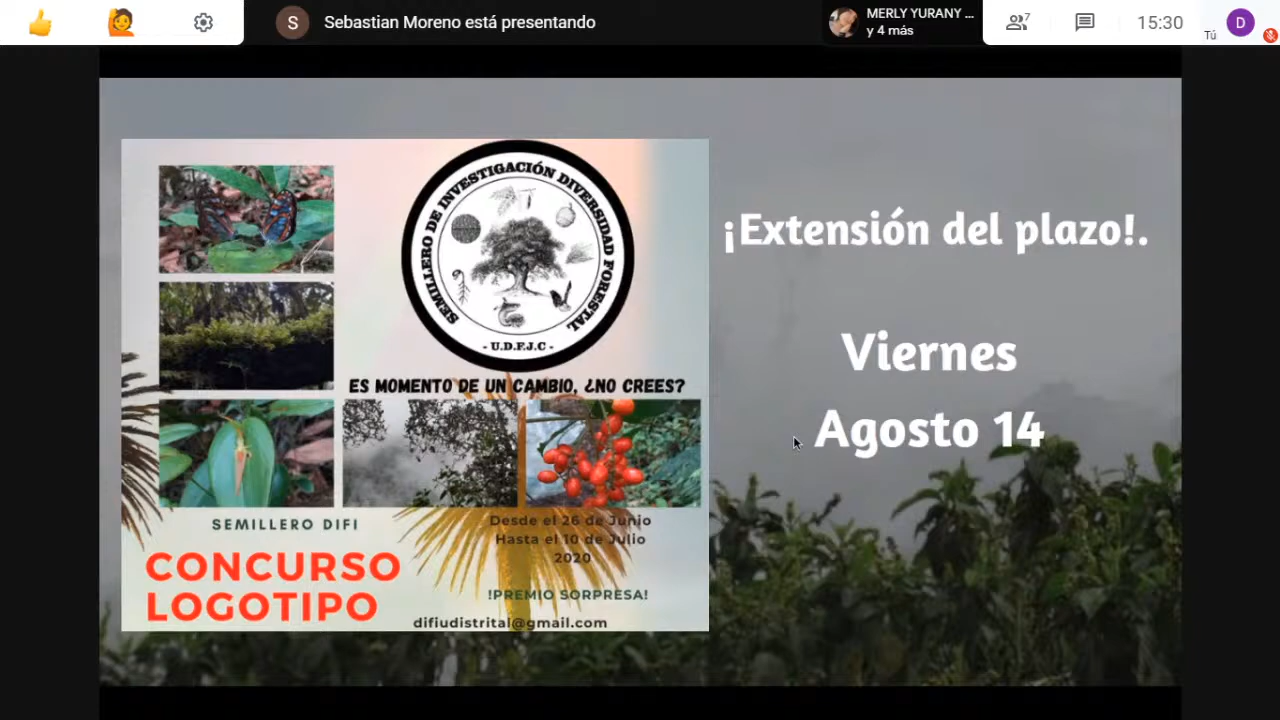 S Sebastian Moreno está presentando
MERLY YURANY ...
y 4 más
7
15:30
Tú
D
¡Extensión del plazo!.
Viernes
Agosto 14
SEMILLERO DE INVESTIGACIÓN DIVERSIDAD FORESTAL
- U.D.F.J.C -
ES MOMENTO DE UN CAMBIO, ¿NO CREES?
SEMILLERO DIFI
CONCURSO
LOGOTIPO
Desde el 26 de Junio
Hasta el 10 de Julio
2020
!PREMIO SORPRESA!
difiudistrital@gmail.com